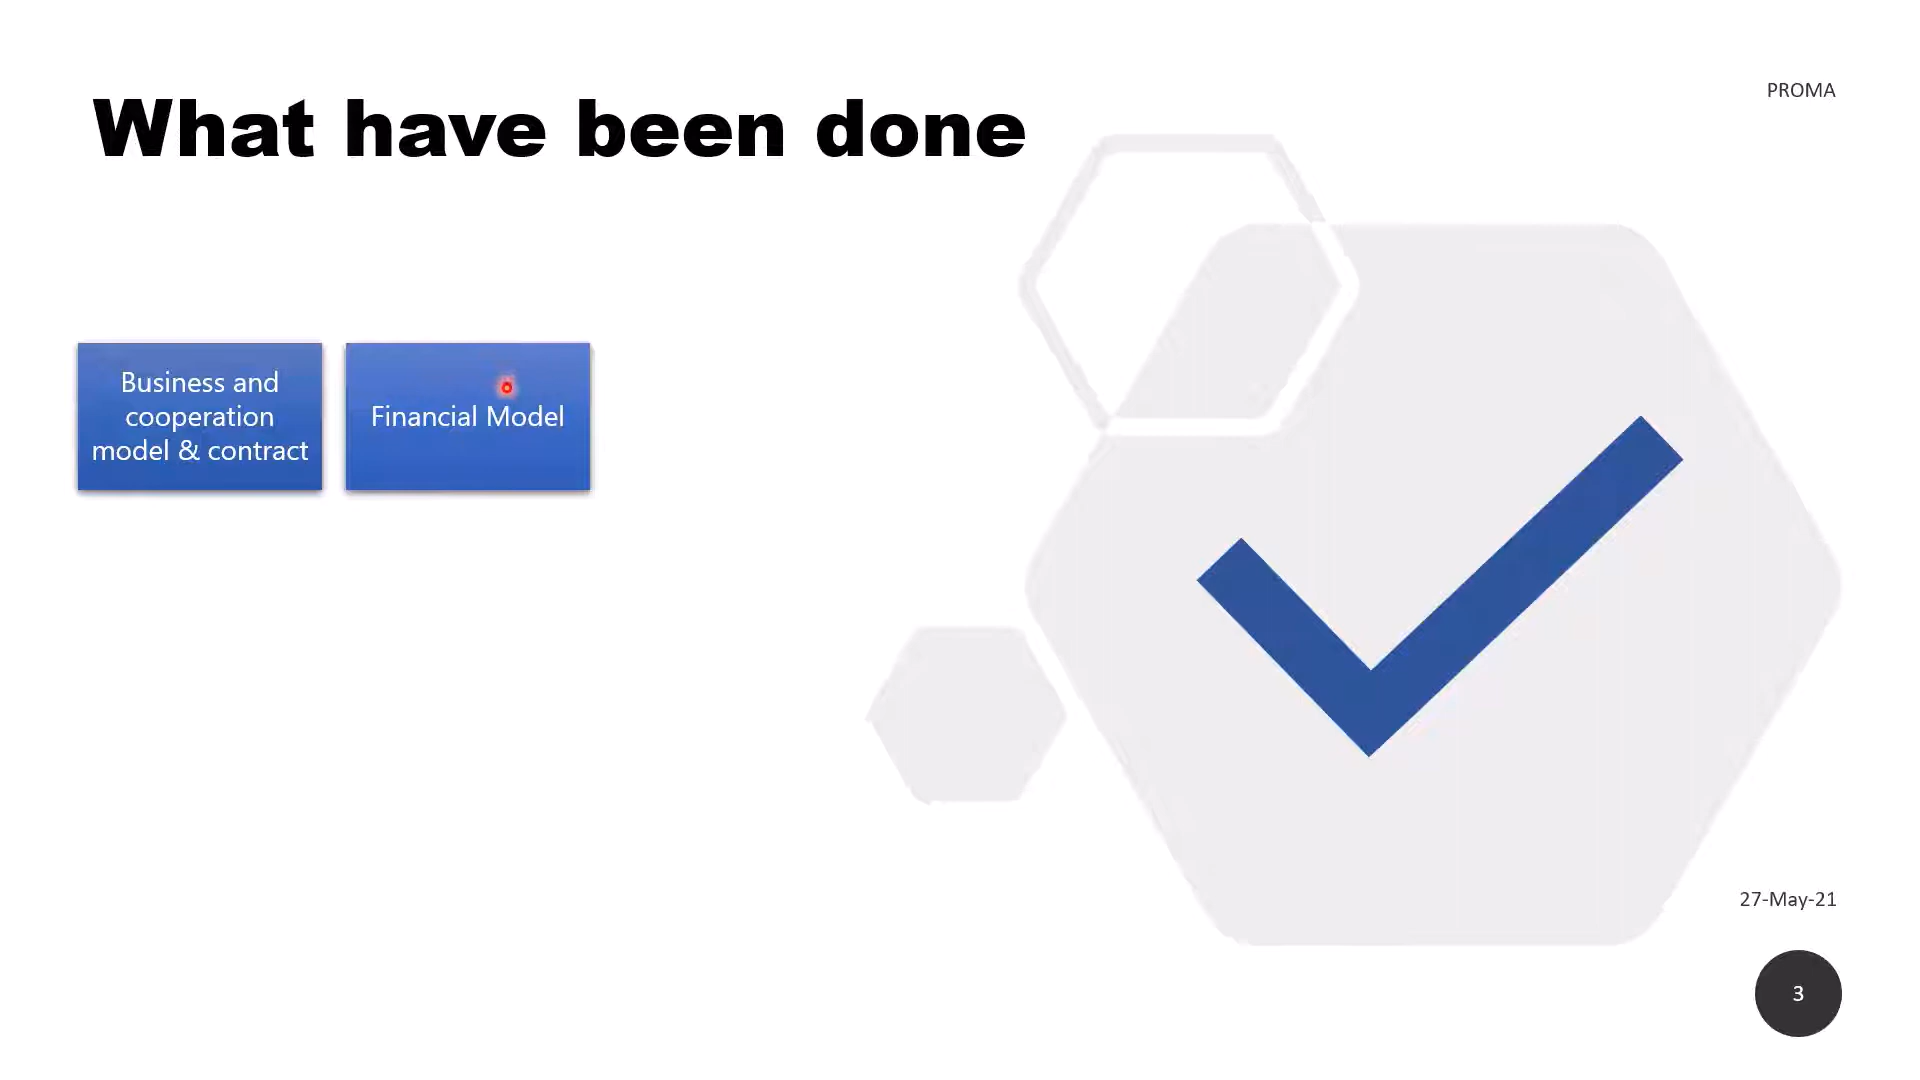 PROMA
What have been done
Business and
cooperation
model & contract
Financial Model
27-May-21
3